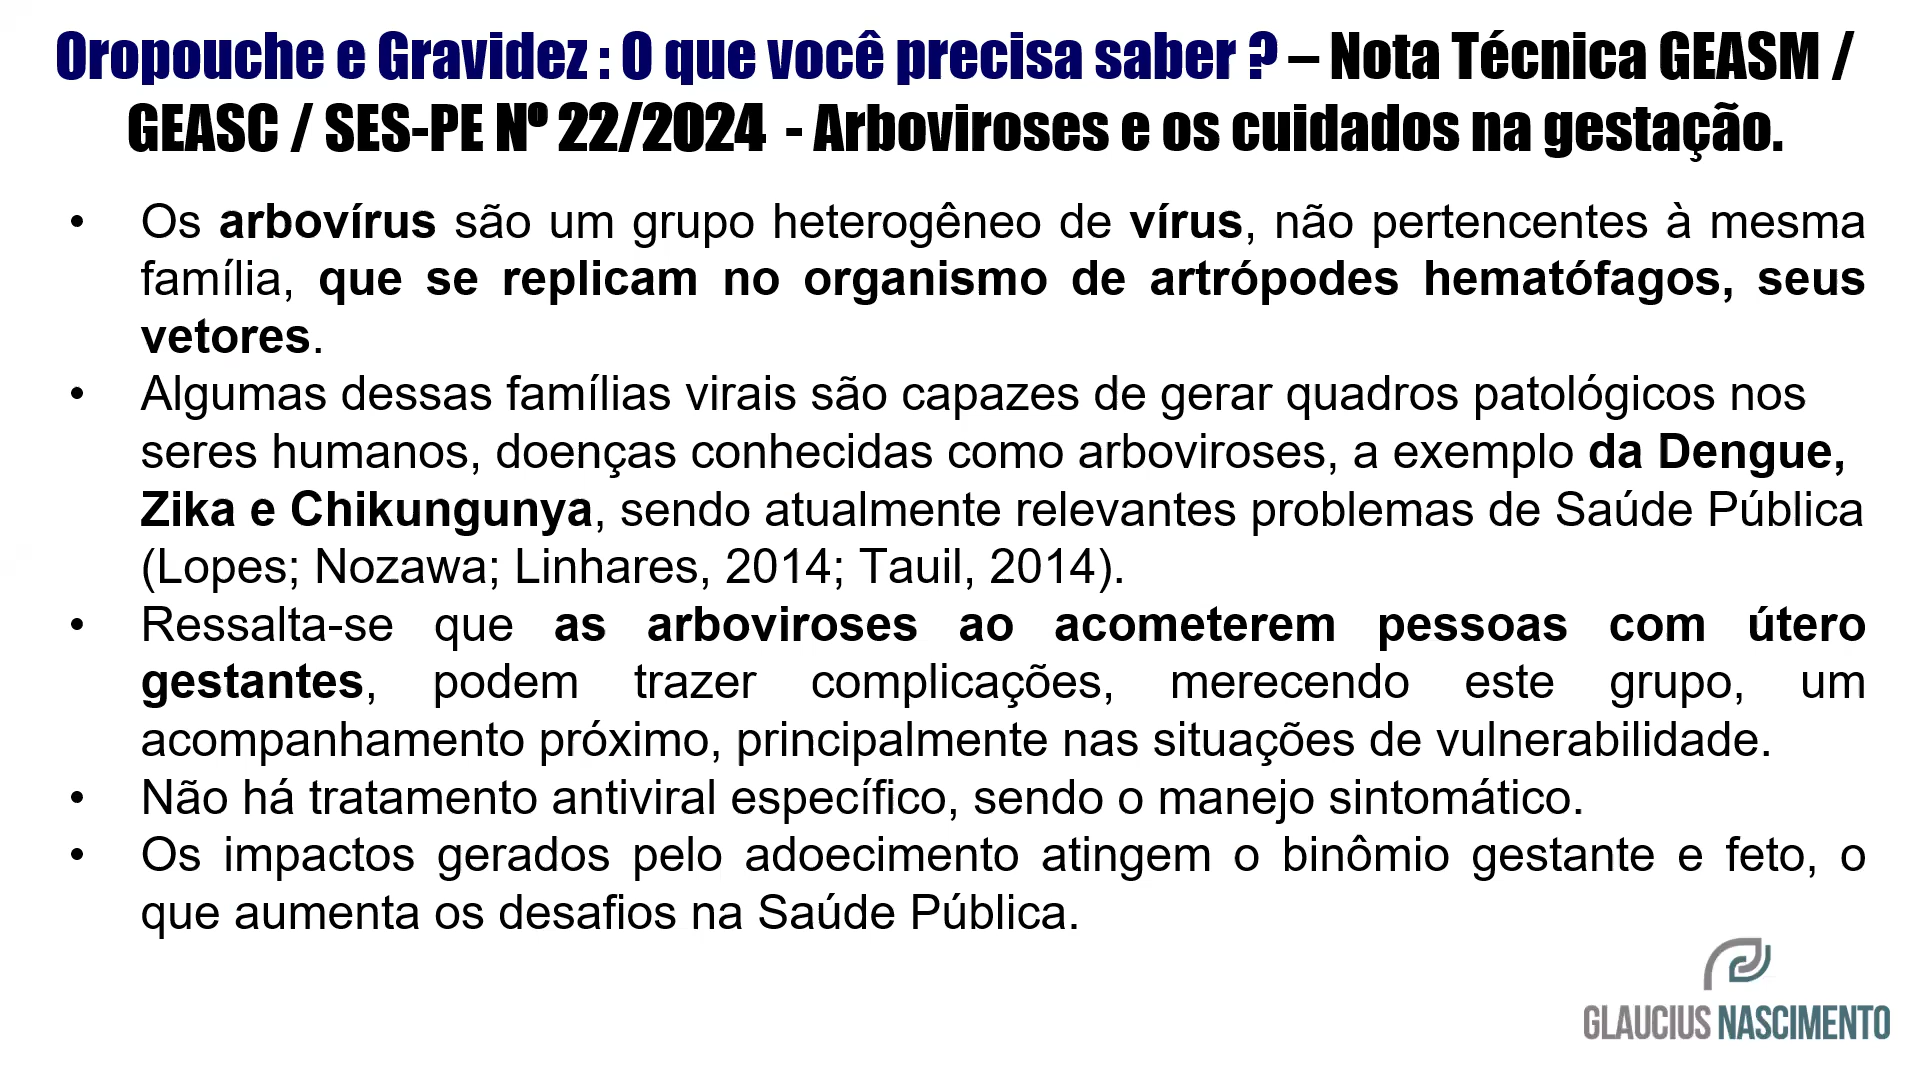 Oropouche e Gravidez : O que você precisa saber ? – Nota Técnica GEASM /
GEASC / SES-PE Nº 22/2024 - Arboviroses e os cuidados na gestação.
• Os arbovírus são um grupo heterogêneo de vírus, não pertencentes à mesma
família, que se replicam no organismo de artrópodes hematófagos, seus
vetores.
• Algumas dessas famílias virais são capazes de gerar quadros patológicos nos
seres humanos, doenças conhecidas como arboviroses, a exemplo da Dengue,
Zika e Chikungunya, sendo atualmente relevantes problemas de Saúde Pública
(Lopes; Nozawa; Linhares, 2014; Tauil, 2014).
• Ressalta-se que as arboviroses ao acometerem pessoas com útero
gestantes, podem trazer complicações, merecendo este grupo, um
acompanhamento próximo, principalmente nas situações de vulnerabilidade.
• Não há tratamento antiviral específico, sendo o manejo sintomático.
• Os impactos gerados pelo adoecimento atingem o binômio gestante e feto, o
que aumenta os desafios na Saúde Pública.
GLAUCIUS NASCIMENTO